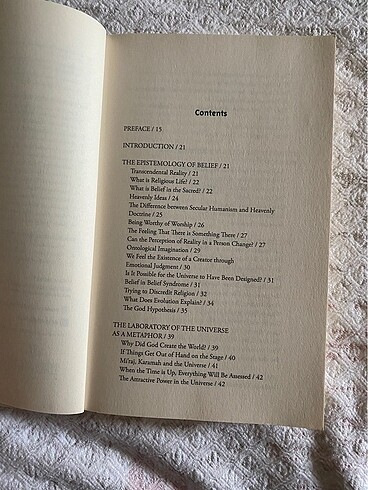 Contents
PREFACE / 15
INTRODUCTION / 21
THE EPISTEMOLOGY OF BELIEF / 21
Transcendental Reality / 21
What is Religious Life? / 22
What is Belief in the Sacred? / 22
Heavenly Ideas / 24
The Difference between Secular Humanism and Heavenly
Doctrine / 25
Being Worthy of Worship / 26
The Feeling That There is Something There / 27
Can the Perception of Reality in a Person Change? / 27
Ontological Imagination / 29
We Feel the Existence of a Creator through
Emotional Judgment / 30
Is It Possible for the Universe to Have Been Designed? / 31
Belief in Belief Syndrome / 31
Trying to Discredit Religion / 32
What Does Evolution Explain? / 34
The God Hypothesis / 35
THE LABORATORY OF THE UNIVERSE
AS A METAPHOR / 39
Why Did God Create the World? / 39
If Things Get Out of Hand on the Stage / 40
Mi'raj, Karamah and the Universe / 41
When the Time is Up, Everything Will Be Assessed / 42
The Attractive Power in the Universe / 42